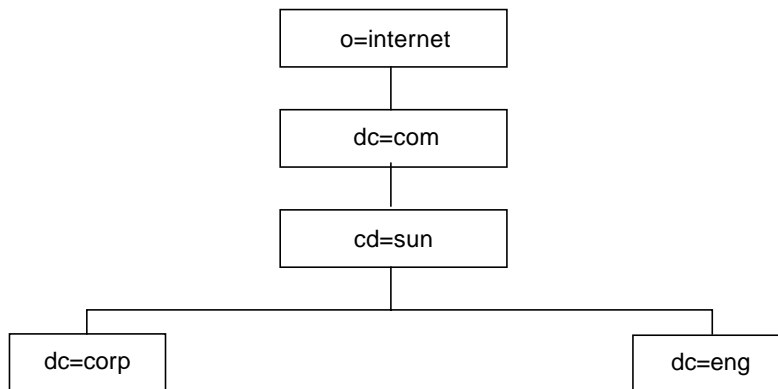 o=internet
dc=com
cd=sun
dc=corp
dc=eng